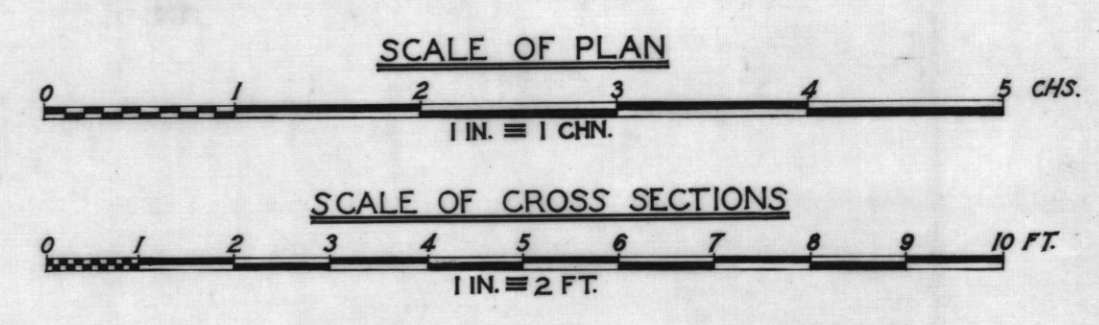 SCALE OF PLAN
0 1 2 3 4 5 CHS.
1 IN. ≡ 1 CHN.
SCALE OF CROSS SECTIONS
0 1 2 3 4 5 6 7 8 9 10 FT.
1 IN. ≡ 2 FT.